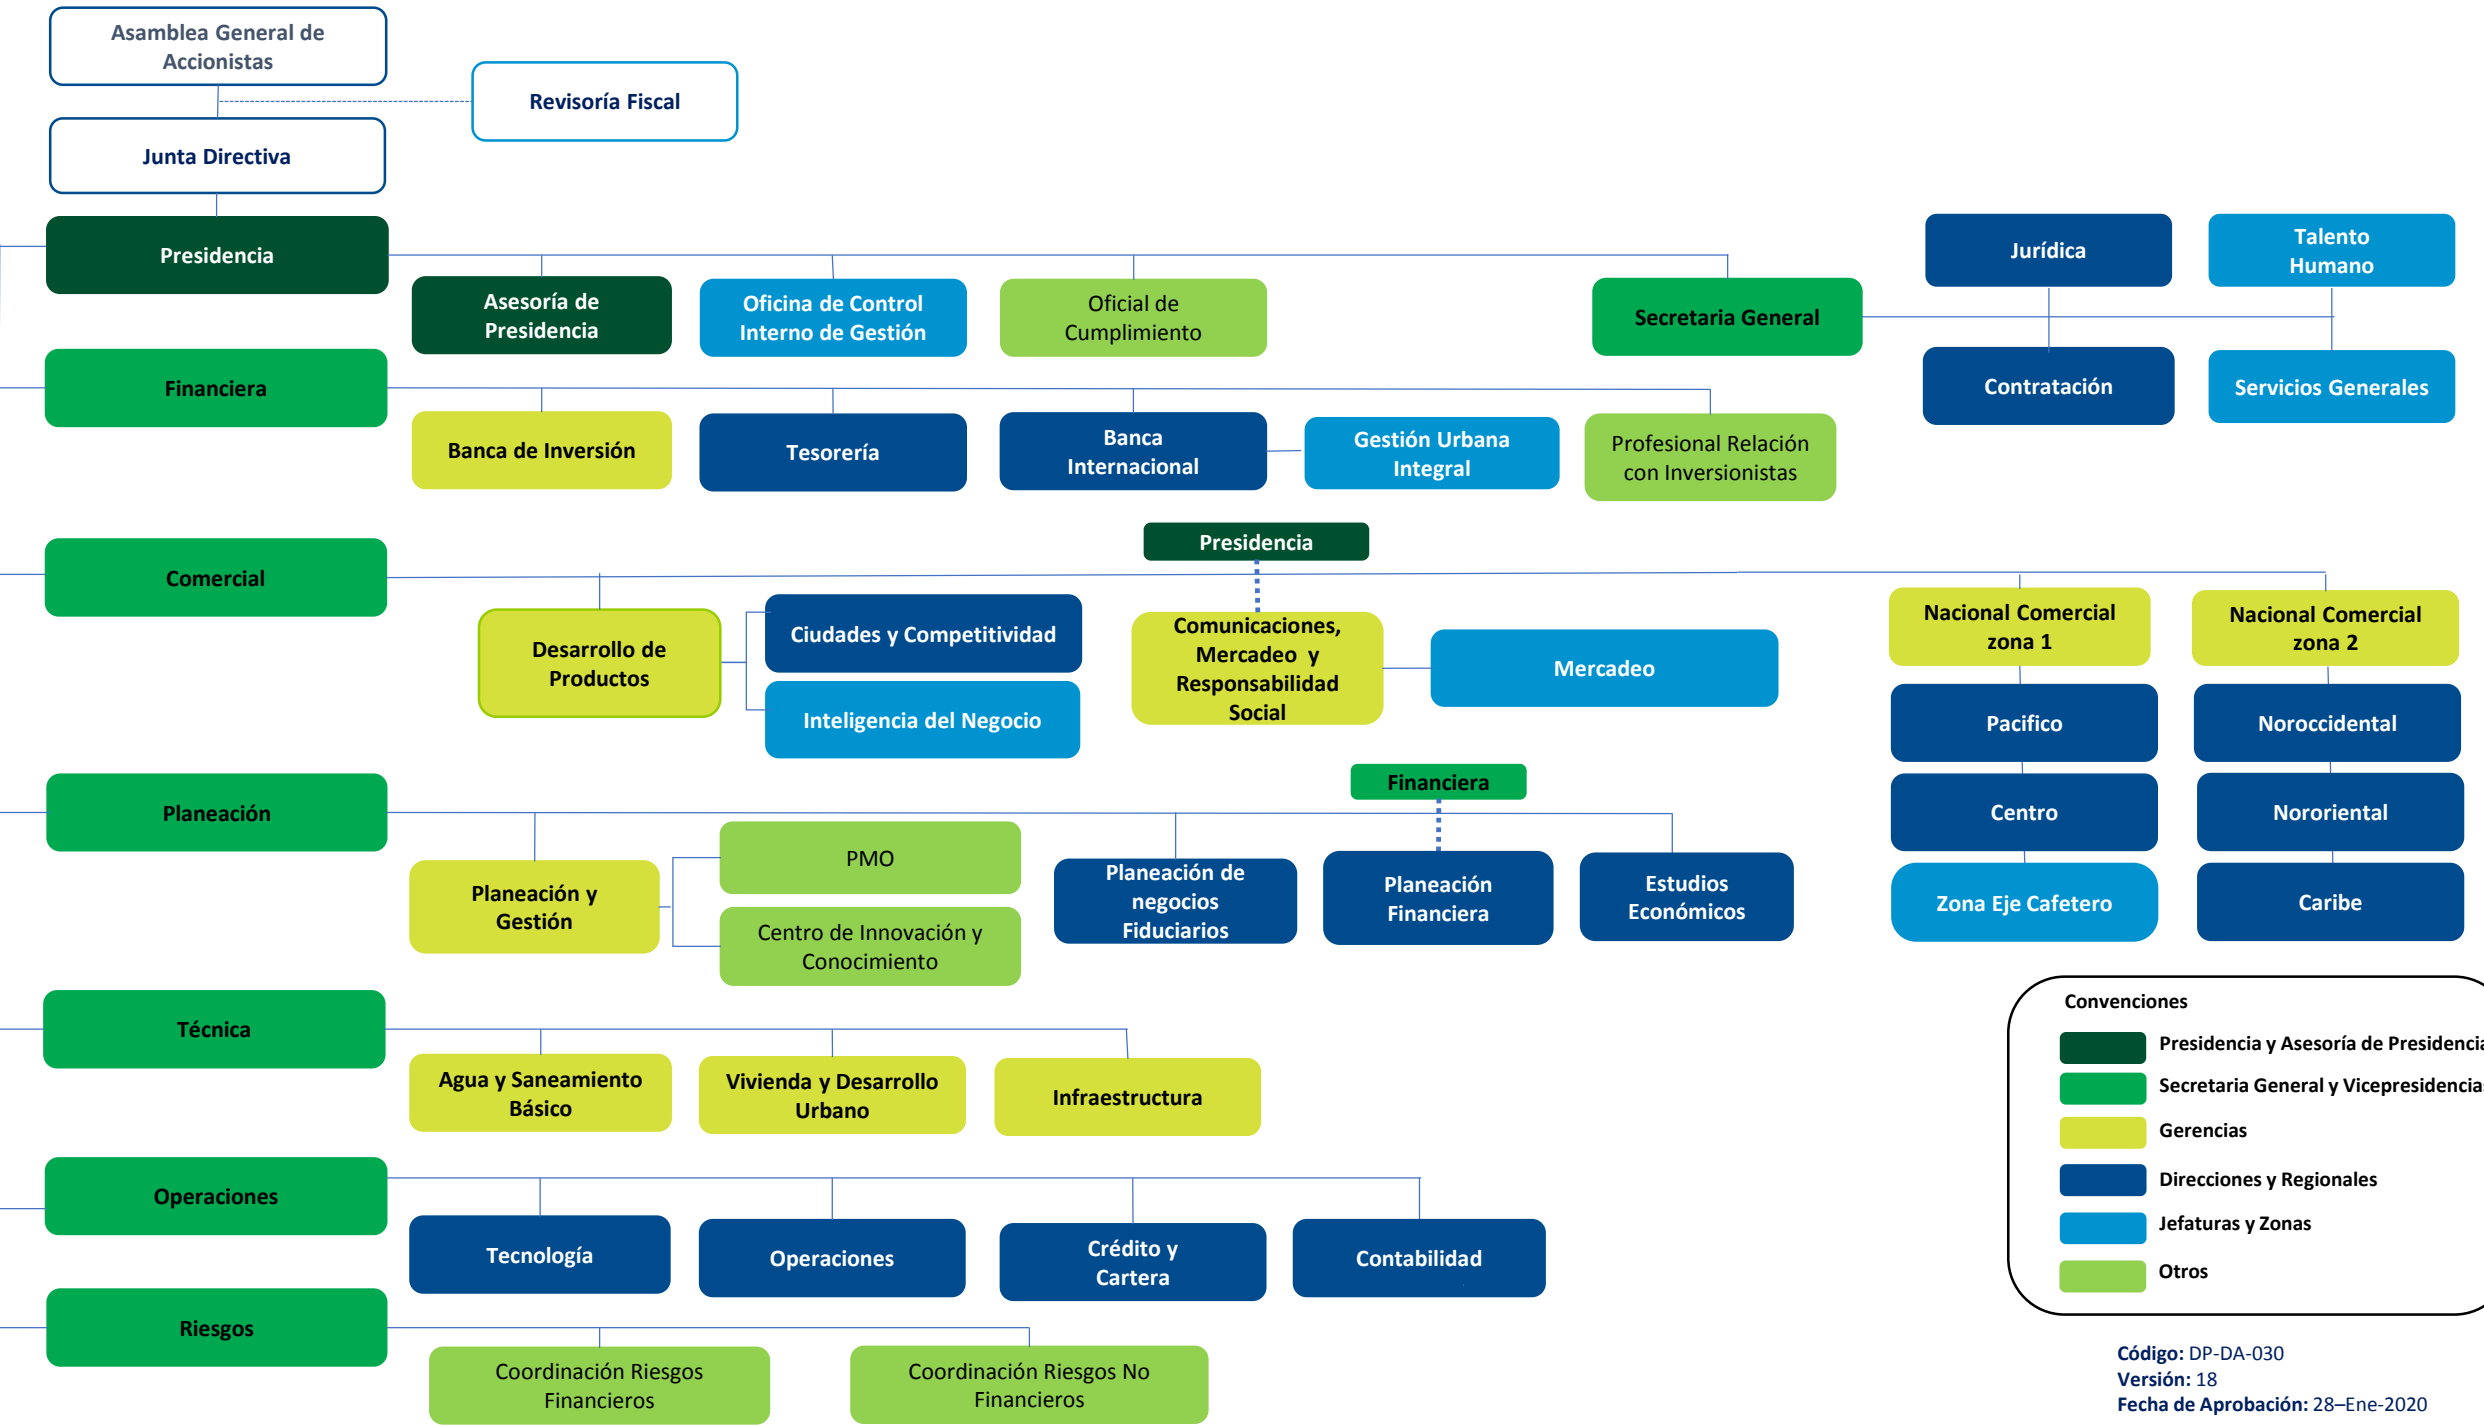 Asamblea General de
Accionistas
Revisoría Fiscal
Junta Directiva
Presidencia
Asesoría de
Presidencia
Oficina de Control
Interno de Gestión
Oficial de
Cumplimiento
Secretaria General
Jurídica
Talento
Humano
Contratación
Servicios Generales
Financiera
Banca de Inversión
Tesorería
Banca
Internacional
Gestión Urbana
Integral
Profesional Relación
con Inversionistas
Presidencia
Comercial
Desarrollo de
Productos
Ciudades y Competitividad
Inteligencia del Negocio
Comunicaciones,
Mercadeo y
Responsabilidad
Social
Mercadeo
Nacional Comercial
zona 1
Nacional Comercial
zona 2
Pacifico
Noroccidental
Centro
Nororiental
Zona Eje Cafetero
Caribe
Financiera
Planeación
Planeación y
Gestión
PMO
Centro de Innovación y
Conocimiento
Planeación de
negocios
Fiduciarios
Planeación
Financiera
Estudios
Económicos
Técnica
Agua y Saneamiento
Básico
Vivienda y Desarrollo
Urbano
Infraestructura
Operaciones
Tecnología
Operaciones
Crédito y
Cartera
Contabilidad
Riesgos
Coordinación Riesgos
Financieros
Coordinación Riesgos No
Financieros
Convenciones
Presidencia y Asesoría de Presidencia
Secretaria General y Vicepresidencias
Gerencias
Direcciones y Regionales
Jefaturas y Zonas
Otros
Código: DP-DA-030
Versión: 18
Fecha de Aprobación: 28–Ene-2020